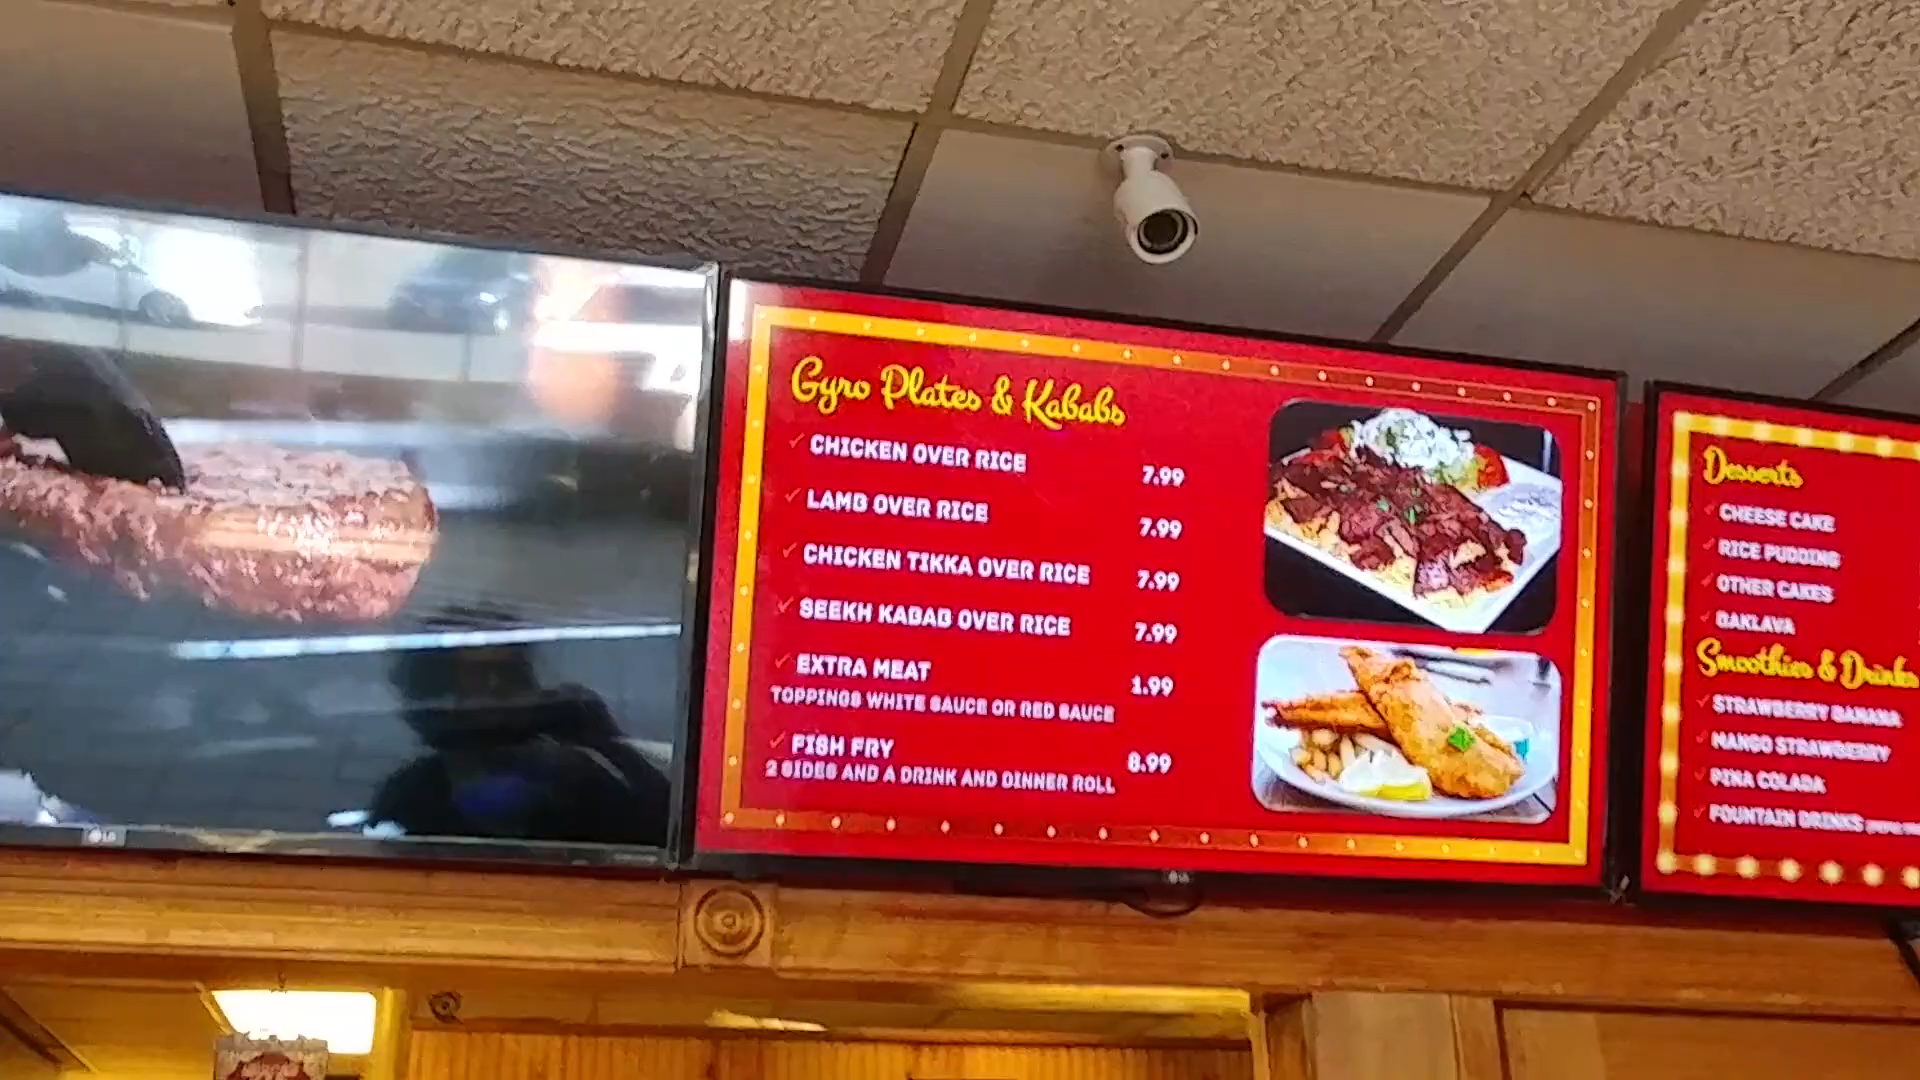 Gyro Plates & Kababs
CHICKEN OVER RICE 7.99
LAMB OVER RICE 7.99
CHICKEN TIKKA OVER RICE 7.99
SEEKH KABAB OVER RICE 7.99
EXTRA MEAT 1.99
TOPPINGS WHITE SAUCE OR RED SAUCE
FISH FRY 8.99
2 SIDES AND A DRINK AND DINNER ROLL
Desserts
CHEESE CAKE
RICE PUDDING
OTHER CAKES
BAKLAVA
Smoothies & Drinks
STRAWBERRY BANANA
MANGO STRAWBERRY
PINA COLADA
FOUNTAIN DRINKS
LG
LG